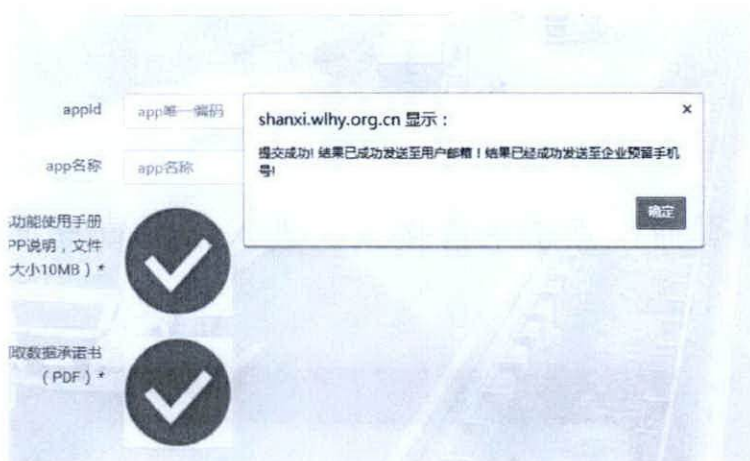 appid
app唯一编码
shanxi.wlhy.org.cn 显示：
×
提交成功! 结果已成功发送至用户邮箱！结果已经成功发送至企业预留手机
号!
确定
app名称
app名称
功能使用手册
PP说明，文件
大小10MB）*
取数据承诺书
（PDF）*